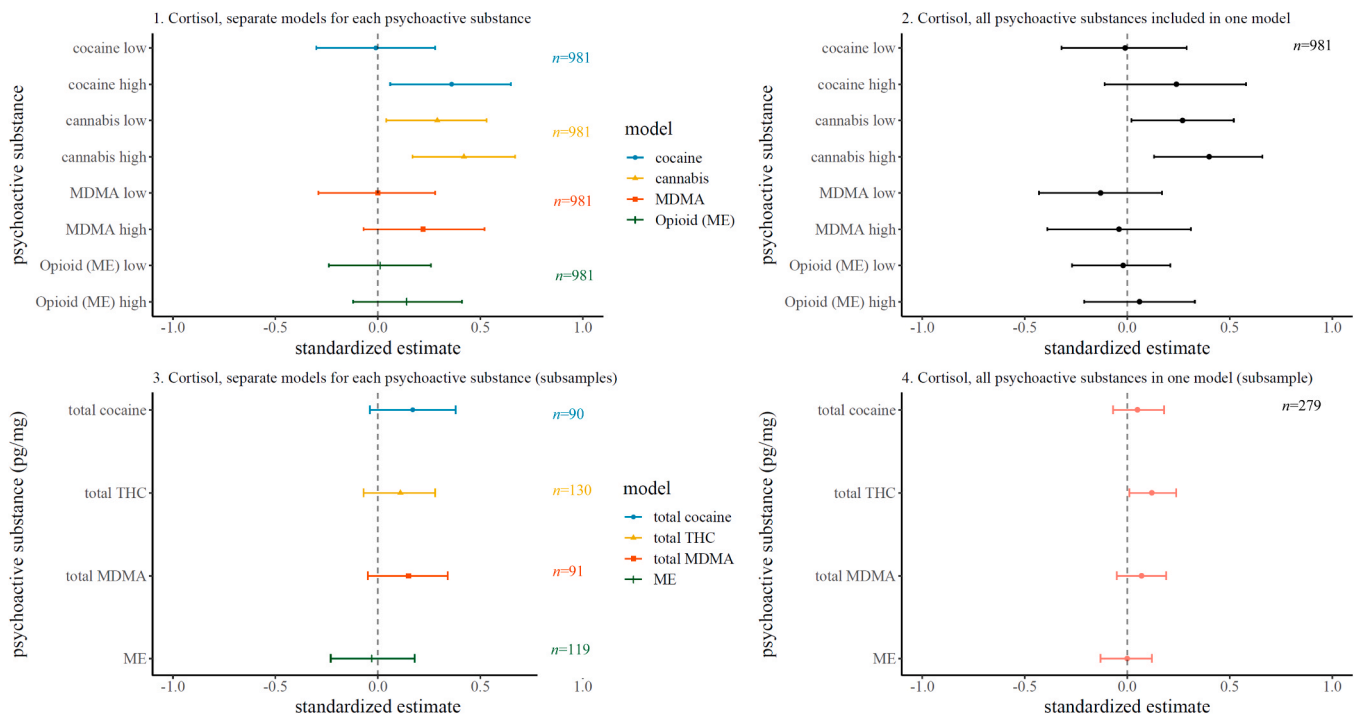 1. Cortisol, separate models for each psychoactive substance
psychoactive substance
cocaine low
cocaine high
cannabis low
cannabis high
MDMA low
MDMA high
Opioid (ME) low
Opioid (ME) high
n=981
n=981
n=981
n=981
-1.0 -0.5 0.0 0.5 1.0
standardized estimate
model
cocaine
cannabis
MDMA
Opioid (ME)
2. Cortisol, all psychoactive substances included in one model
psychoactive substance
cocaine low
cocaine high
cannabis low
cannabis high
MDMA low
MDMA high
Opioid (ME) low
Opioid (ME) high
n=981
-1.0 -0.5 0.0 0.5 1.0
standardized estimate
3. Cortisol, separate models for each psychoactive substance (subsamples)
psychoactive substance (pg/mg)
total cocaine
total THC
total MDMA
ME
n=90
n=130
n=91
n=119
-1.0 -0.5 0.0 0.5 1.0
standardized estimate
model
total cocaine
total THC
total MDMA
ME
4. Cortisol, all psychoactive substances in one model (subsample)
psychoactive substance (pg/mg)
total cocaine
total THC
total MDMA
ME
n=279
-1.0 -0.5 0.0 0.5 1.0
standardized estimate